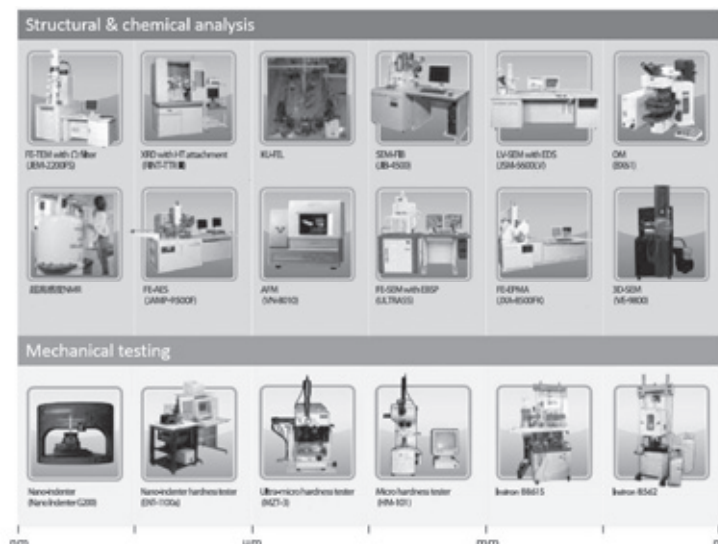 Structural & chemical analysis
FE-TEM with Ω filter
(JEM-2200FS)
XRD with HT attachment
(RINT-TTRⅢ)
KU-FEL
SEM-FIB
(JIB-4500)
LV-SEM with EDS
(JSM-5600LV)
OM
(BX61)
超高感度NMR
FE-AES
(JAMP-9500F)
AFM
(VN-8010)
FE-SEM with EBSP
(ULTRA55)
FE-EPMA
(JXA-8500FK)
3D-SEM
(VE-9800)
Mechanical testing
Nano-indenter
(Nano Indenter G200)
Nano-indenter hardness tester
(ENT-1100a)
Ultra-micro hardness tester
(MZT-3)
Micro hardness tester
(HM-101)
Instron 8861S
Instron 8562
nm
μm
mm